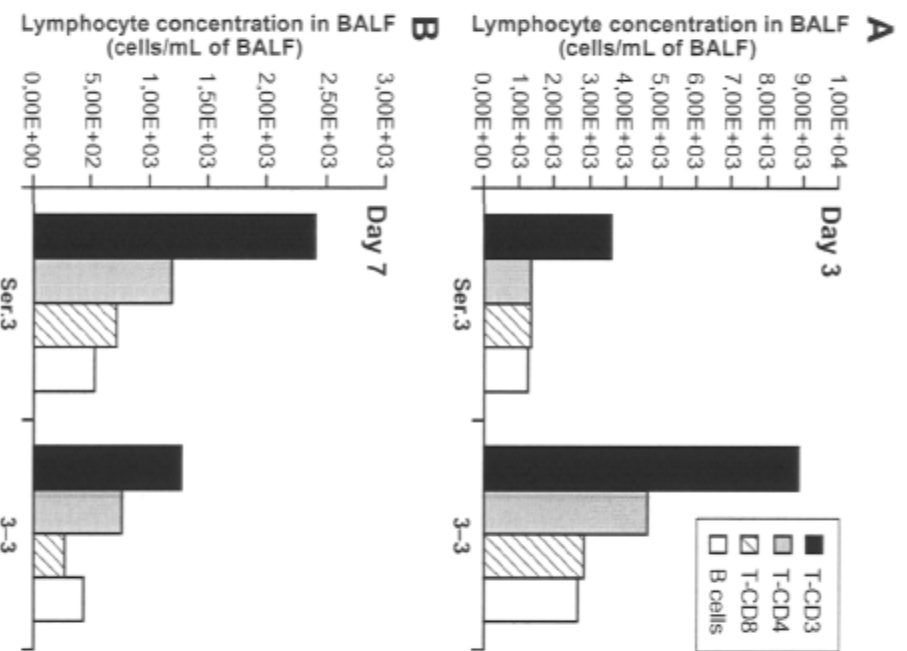 A
Lymphocyte concentration in BALF
(cells/mL of BALF)
1,00E+04
9,00E+03
8,00E+03
7,00E+03
6,00E+03
5,00E+03
4,00E+03
3,00E+03
2,00E+03
1,00E+03
0,00E+00
Day 3
T-CD3
T-CD4
T-CD8
B cells
Ser.3
3–3
B
Lymphocyte concentration in BALF
(cells/mL of BALF)
3,00E+03
2,50E+03
2,00E+03
1,50E+03
1,00E+03
5,00E+02
0,00E+00
Day 7
Ser.3
3–3